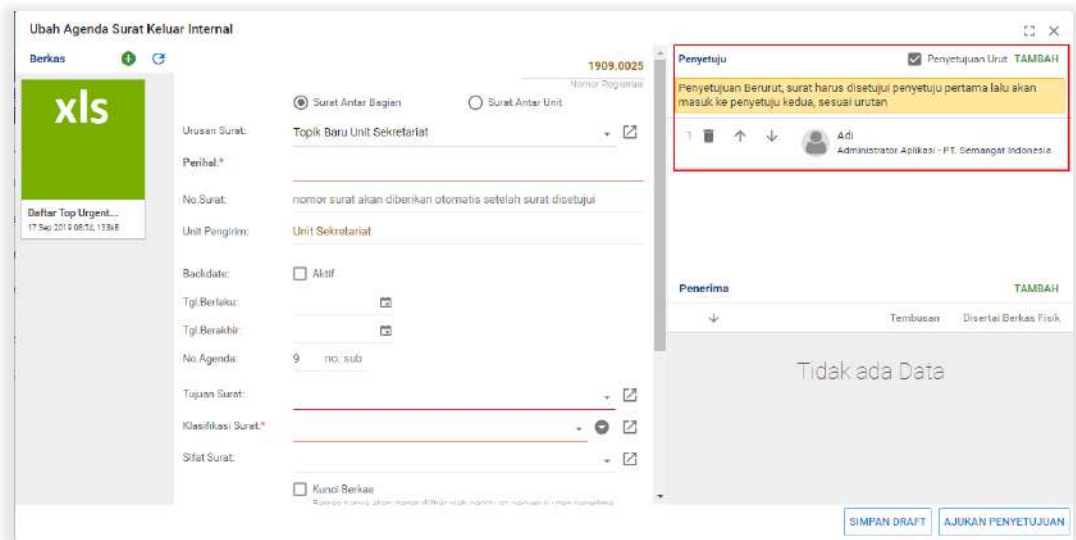 Ubah Agenda Surat Keluar Internal
Berkas
xls
Daftar Top Urgent...
17 Sep 2019 08:54, 133kB
1909.0025
Nomor Registrasi
Surat Antar Bagian
Surat Antar Unit
Urusan Surat:
Topik Baru Unit Sekretariat
Perihal:*
No.Surat:
nomor surat akan diberikan otomatis setelah surat disetujui
Unit Pengirim:
Unit Sekretariat
Backdate:
Aktif
Tgl.Berlaku:
Tgl.Berakhir:
No.Agenda:
9
no. sub
Tujuan Surat:
Klasifikasi Surat:*
Sifat Surat:
Kunci Berkas
Penyetuju
Penyetujuan Urut
TAMBAH
Penyetujuan Berurut, surat harus disetujui penyetuju pertama lalu akan
masuk ke penyetuju kedua, sesuai urutan
1
Adi
Administrator Aplikasi - PT. Semangat Indonesia
Penerima
TAMBAH
Tembusan
Disertai Berkas Fisik
Tidak ada Data
SIMPAN DRAFT
AJUKAN PENYETUJUAN